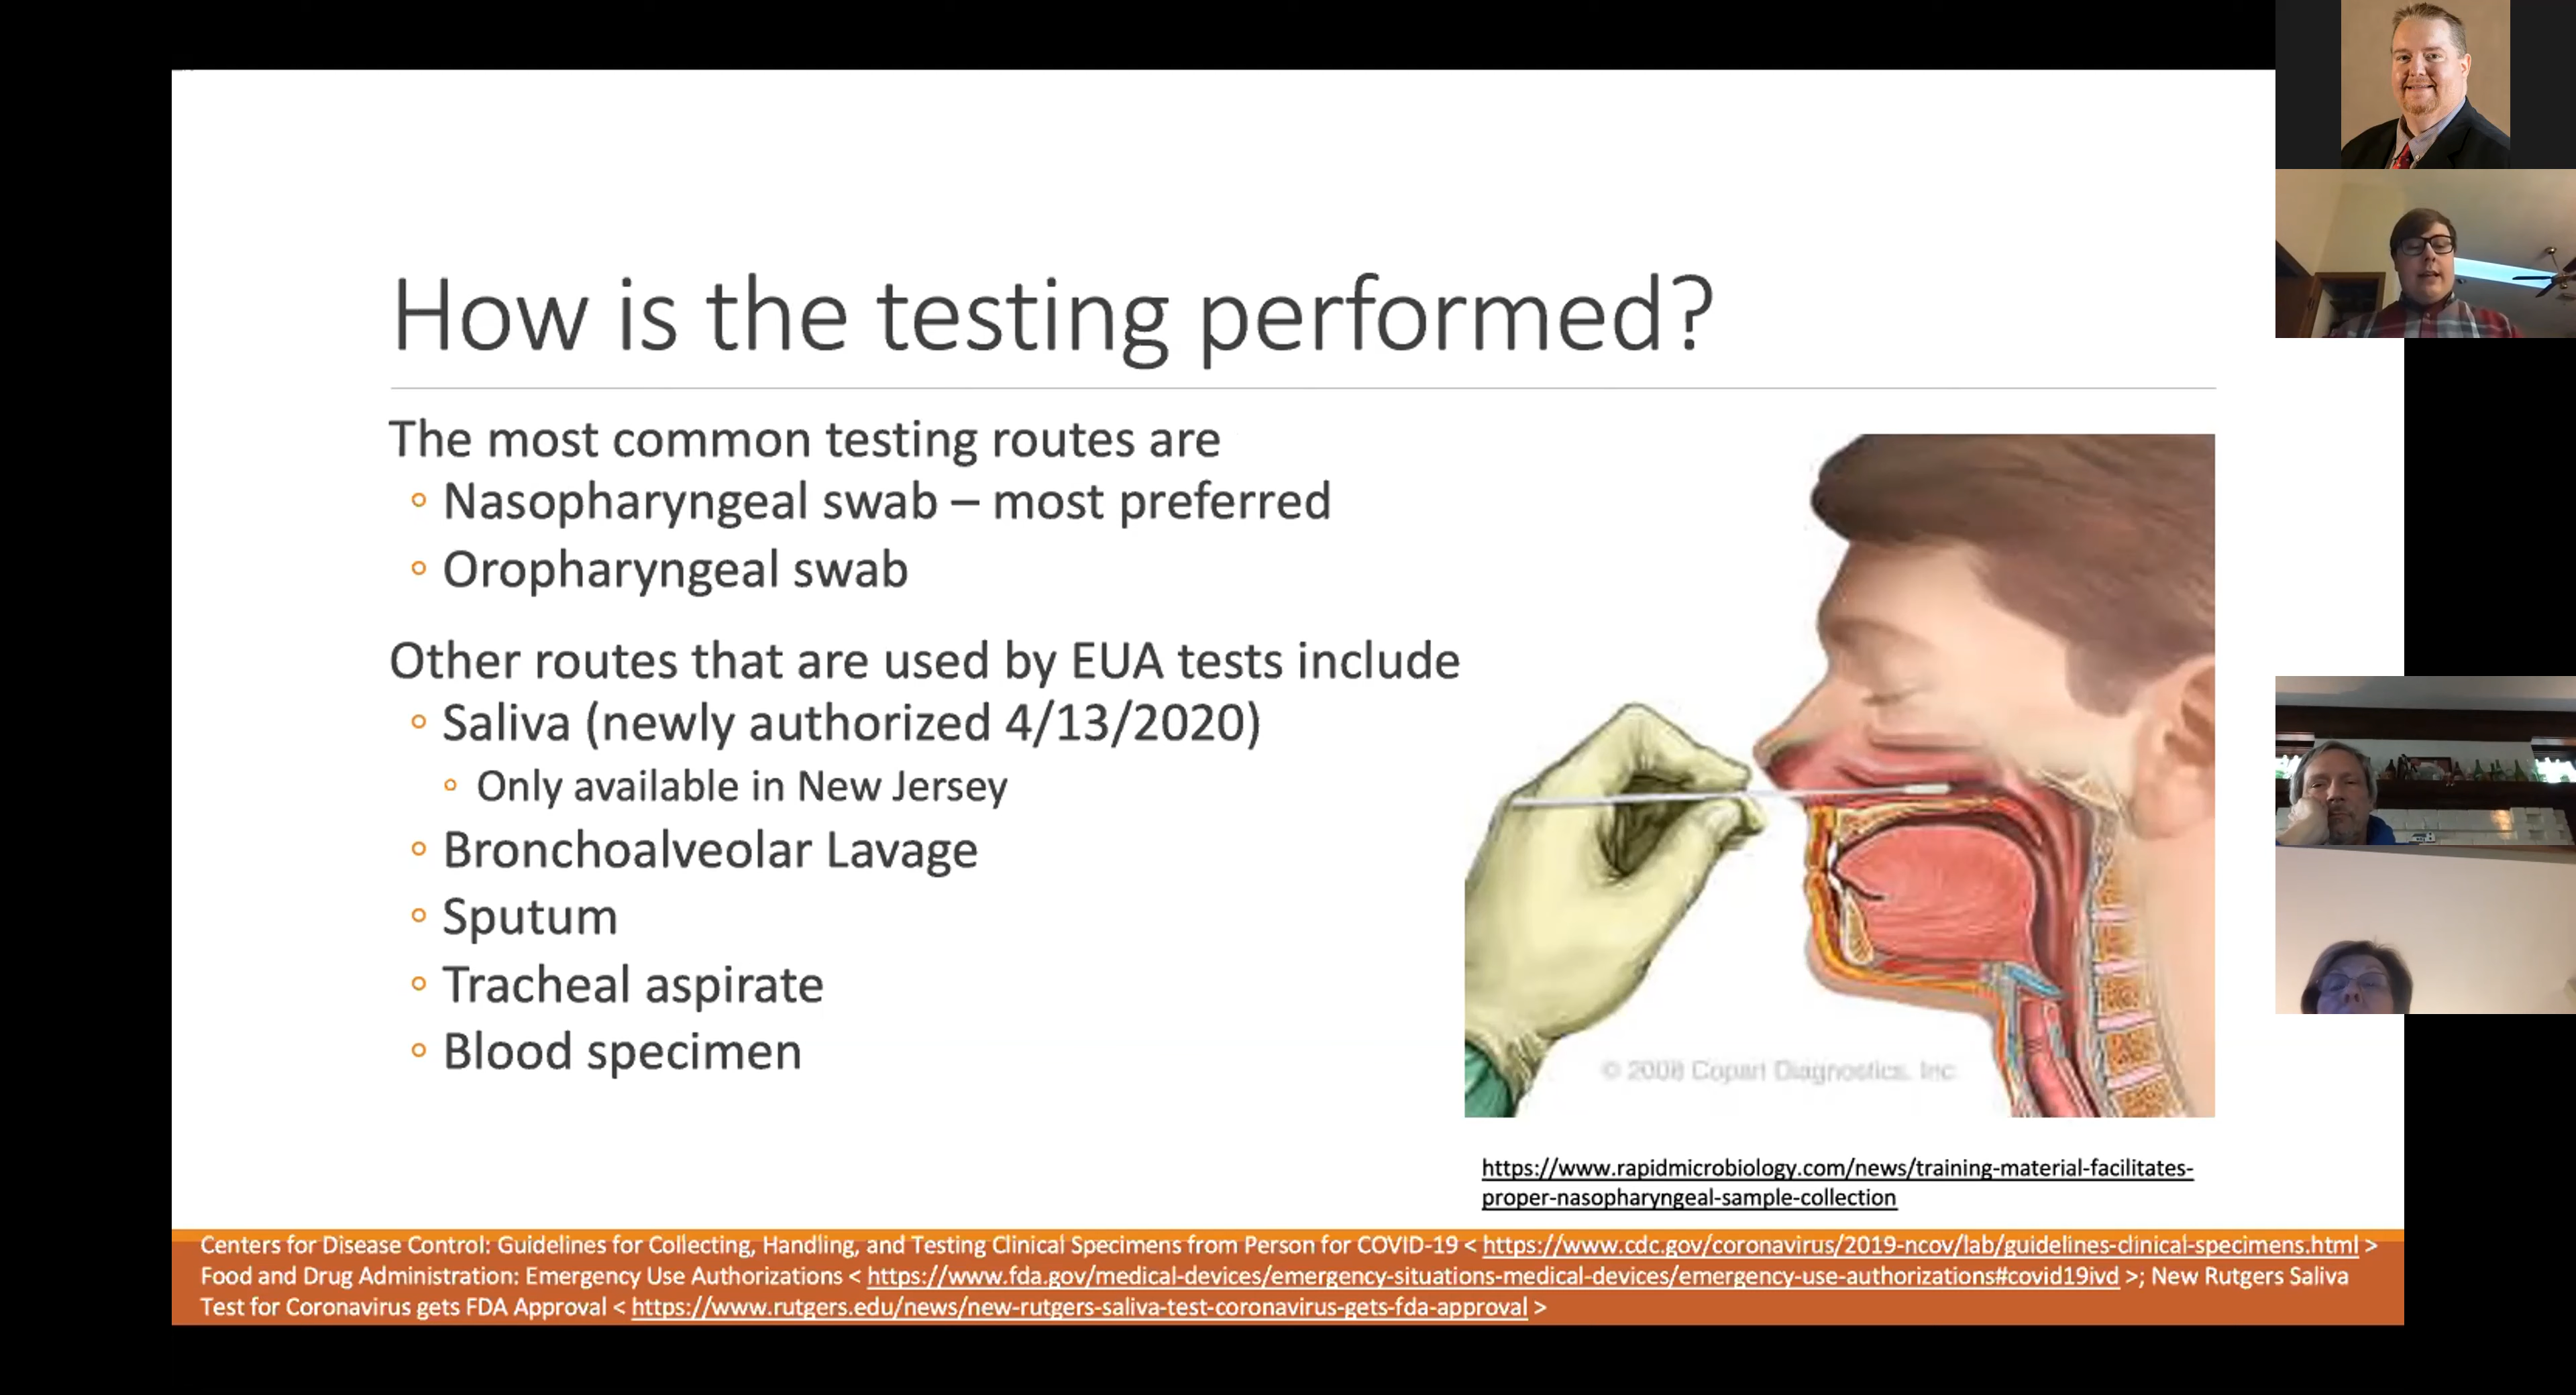 How is the testing performed?
The most common testing routes are
Nasopharyngeal swab – most preferred
Oropharyngeal swab
Other routes that are used by EUA tests include
Saliva (newly authorized 4/13/2020)
Only available in New Jersey
Bronchoalveolar Lavage
Sputum
Tracheal aspirate
Blood specimen
© 2008 Copan Diagnostics, Inc
https://www.rapidmicrobiology.com/news/training-material-facilitates-
proper-nasopharyngeal-sample-collection
Centers for Disease Control: Guidelines for Collecting, Handling, and Testing Clinical Specimens from Person for COVID-19 < https://www.cdc.gov/coronavirus/2019-ncov/lab/guidelines-clinical-specimens.html >
Food and Drug Administration: Emergency Use Authorizations < https://www.fda.gov/medical-devices/emergency-situations-medical-devices/emergency-use-authorizations#covid19ivd >; New Rutgers Saliva
Test for Coronavirus gets FDA Approval < https://www.rutgers.edu/news/new-rutgers-saliva-test-coronavirus-gets-fda-approval >